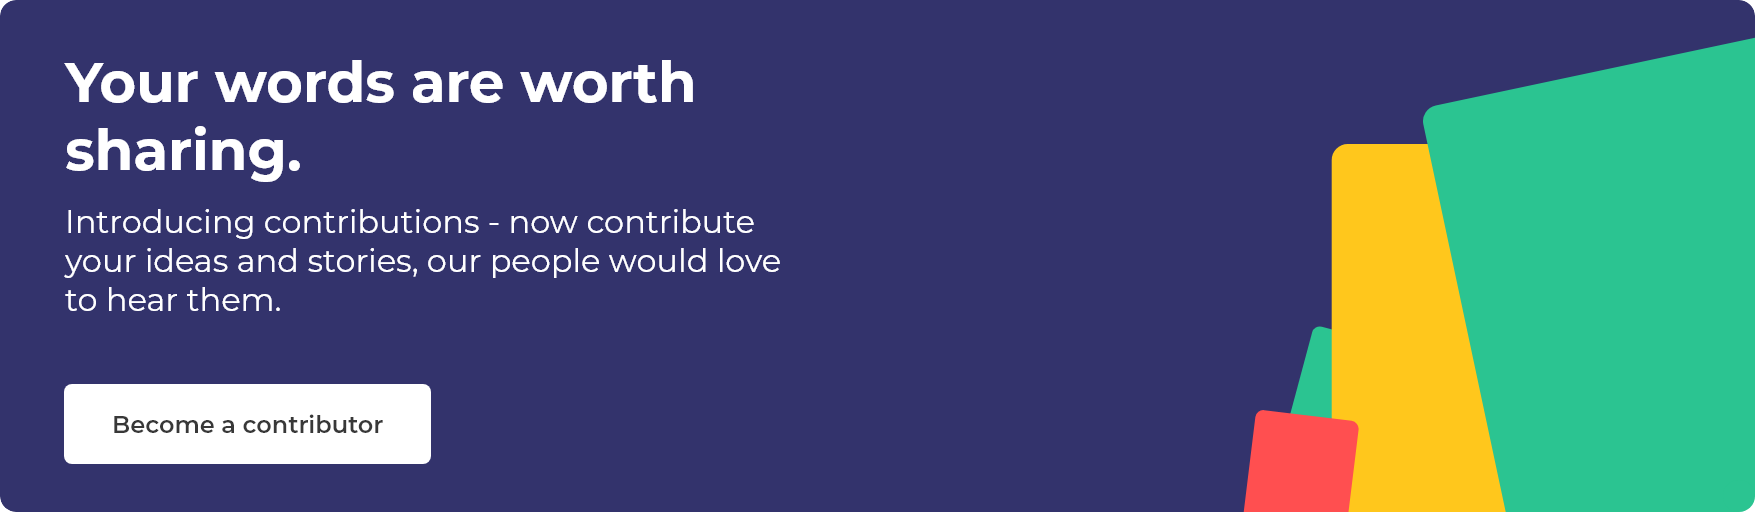 Your words are worth
sharing.
Introducing contributions - now contribute
your ideas and stories, our people would love
to hear them.
Become a contributor